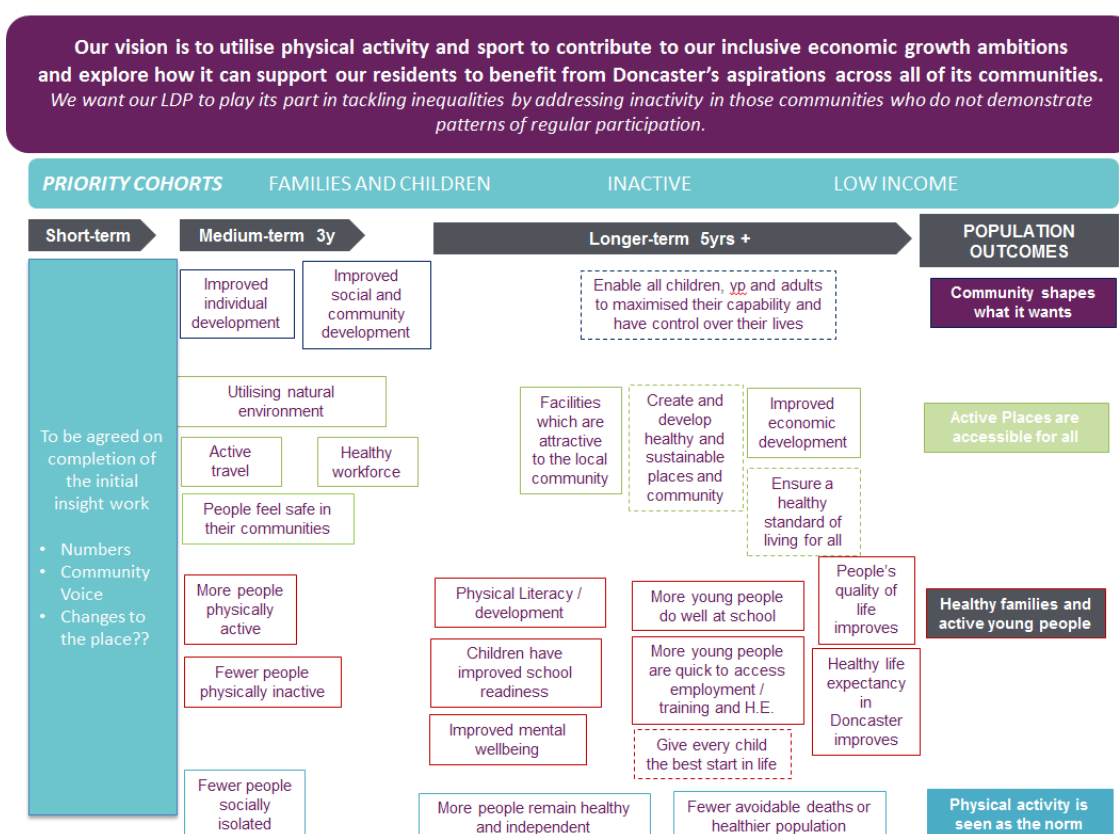 Our vision is to utilise physical activity and sport to contribute to our inclusive economic growth ambitions
and explore how it can support our residents to benefit from Doncaster's aspirations across all of its communities.
We want our LDP to play its part in tackling inequalities by addressing inactivity in those communities who do not demonstrate
patterns of regular participation.
PRIORITY COHORTS FAMILIES AND CHILDREN INACTIVE LOW INCOME
Short-term
Medium-term 3y
Longer-term 5yrs +
POPULATION
OUTCOMES
To be agreed on
completion of
the initial
insight work
• Numbers
• Community
Voice
• Changes to
the place??
Improved
individual
development
Improved
social and
community
development
Enable all children, yp and adults
to maximised their capability and
have control over their lives
Community shapes
what it wants
Utilising natural
environment
Active
travel
Healthy
workforce
People feel safe in
their communities
Facilities
which are
attractive
to the local
community
Create and
develop
healthy and
sustainable
places and
community
Improved
economic
development
Ensure a
healthy
standard of
living for all
Active Places are
accessible for all
More people
physically
active
Fewer people
physically inactive
Physical Literacy /
development
Children have
improved school
readiness
Improved mental
wellbeing
More young people
do well at school
More young people
are quick to access
employment /
training and H.E.
Give every child
the best start in life
People's
quality of
life
improves
Healthy life
expectancy
in
Doncaster
improves
Healthy families and
active young people
Fewer people
socially
isolated
More people remain healthy
and independent
Fewer avoidable deaths or
healthier population
Physical activity is
seen as the norm